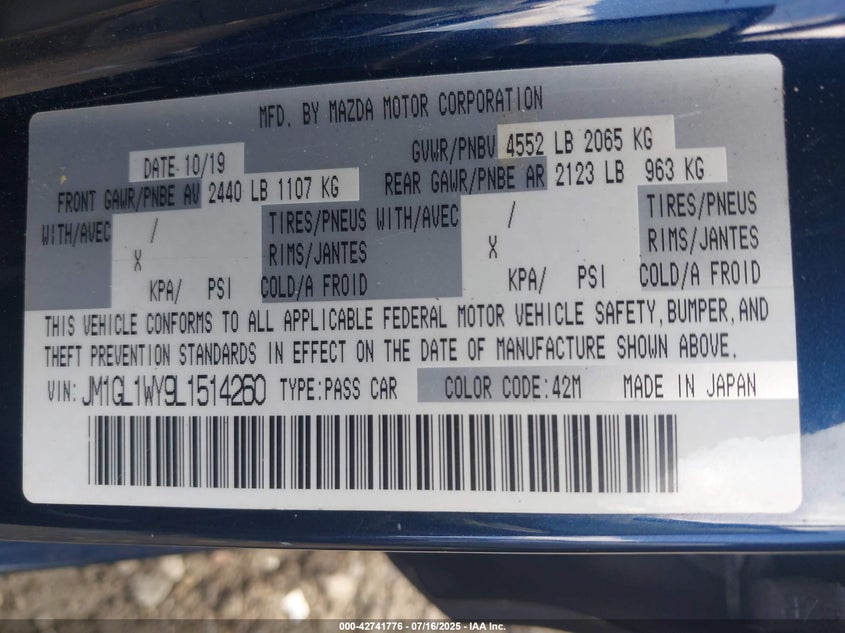 MFD. BY MAZDA MOTOR CORPORATION
DATE 10/19 GVWR/PNBV 4552 LB 2065 KG
FRONT GAWR/PNBE AV 2440 LB 1107 KG REAR GAWR/PNBE AR 2123 LB 963 KG
WITH/AVEC / TIRES/PNEUS WITH/AVEC / TIRES/PNEUS
X RIMS/JANTES X RIMS/JANTES
KPA/ PSI COLD/A FROID KPA/ PSI COLD/A FROID
THIS VEHICLE CONFORMS TO ALL APPLICABLE FEDERAL MOTOR VEHICLE SAFETY, BUMPER, AND
THEFT PREVENTION STANDARDS IN EFFECT ON THE DATE OF MANUFACTURE SHOWN ABOVE.
VIN: JM1GL1WY9L1514260 TYPE: PASS CAR COLOR CODE: 42M MADE IN JAPAN
000-42741776 07/16/2025 IAA Inc.